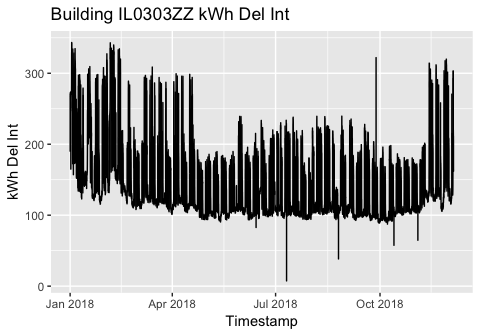 Building IL0303ZZ kWh Del Int
kWh Del Int
300
200
100
0
Jan 2018 Apr 2018 Jul 2018 Oct 2018
Timestamp